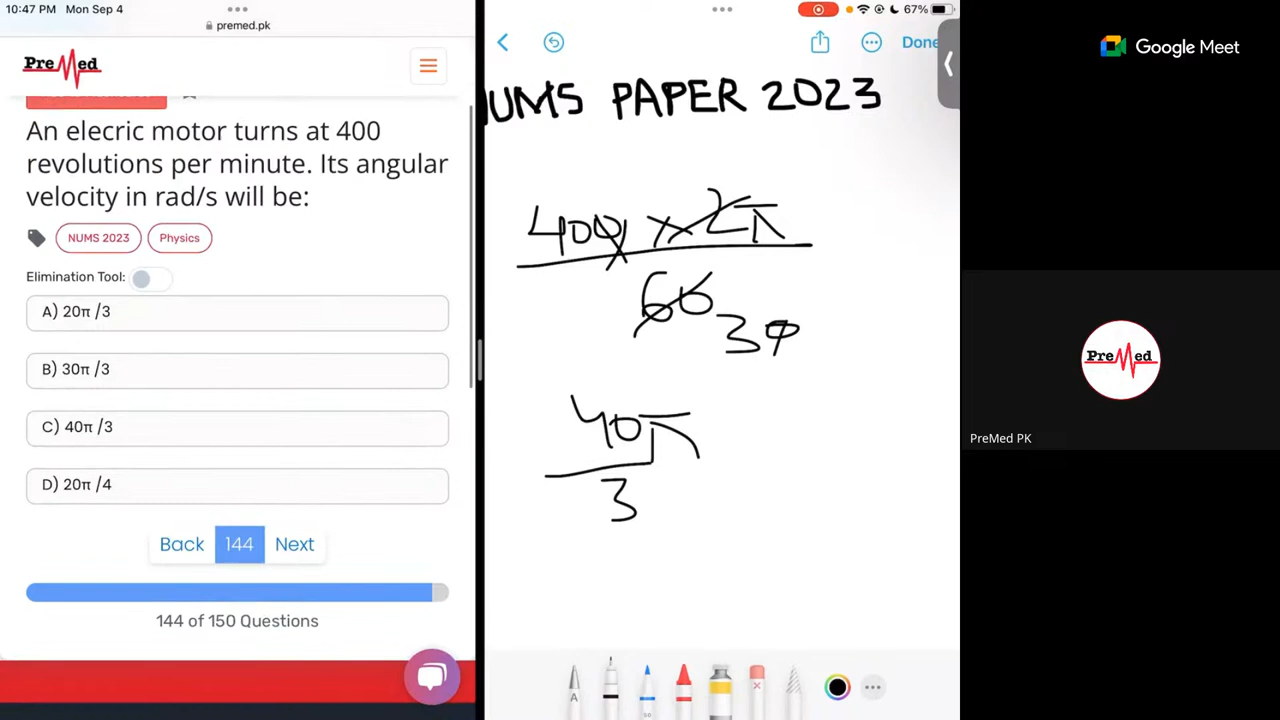 10:47 PM Mon Sep 4
premed.pk
PreMed
An elecric motor turns at 400
revolutions per minute. Its angular
velocity in rad/s will be:
NUMS 2023
Physics
Elimination Tool:
A) 20π /3
B) 30π /3
C) 40π /3
D) 20π /4
Back 144 Next
144 of 150 Questions
67%
Done
NUMS PAPER 2023
400 x 2π
60
30
40π
3
A
Google Meet
PreMed
PreMed PK